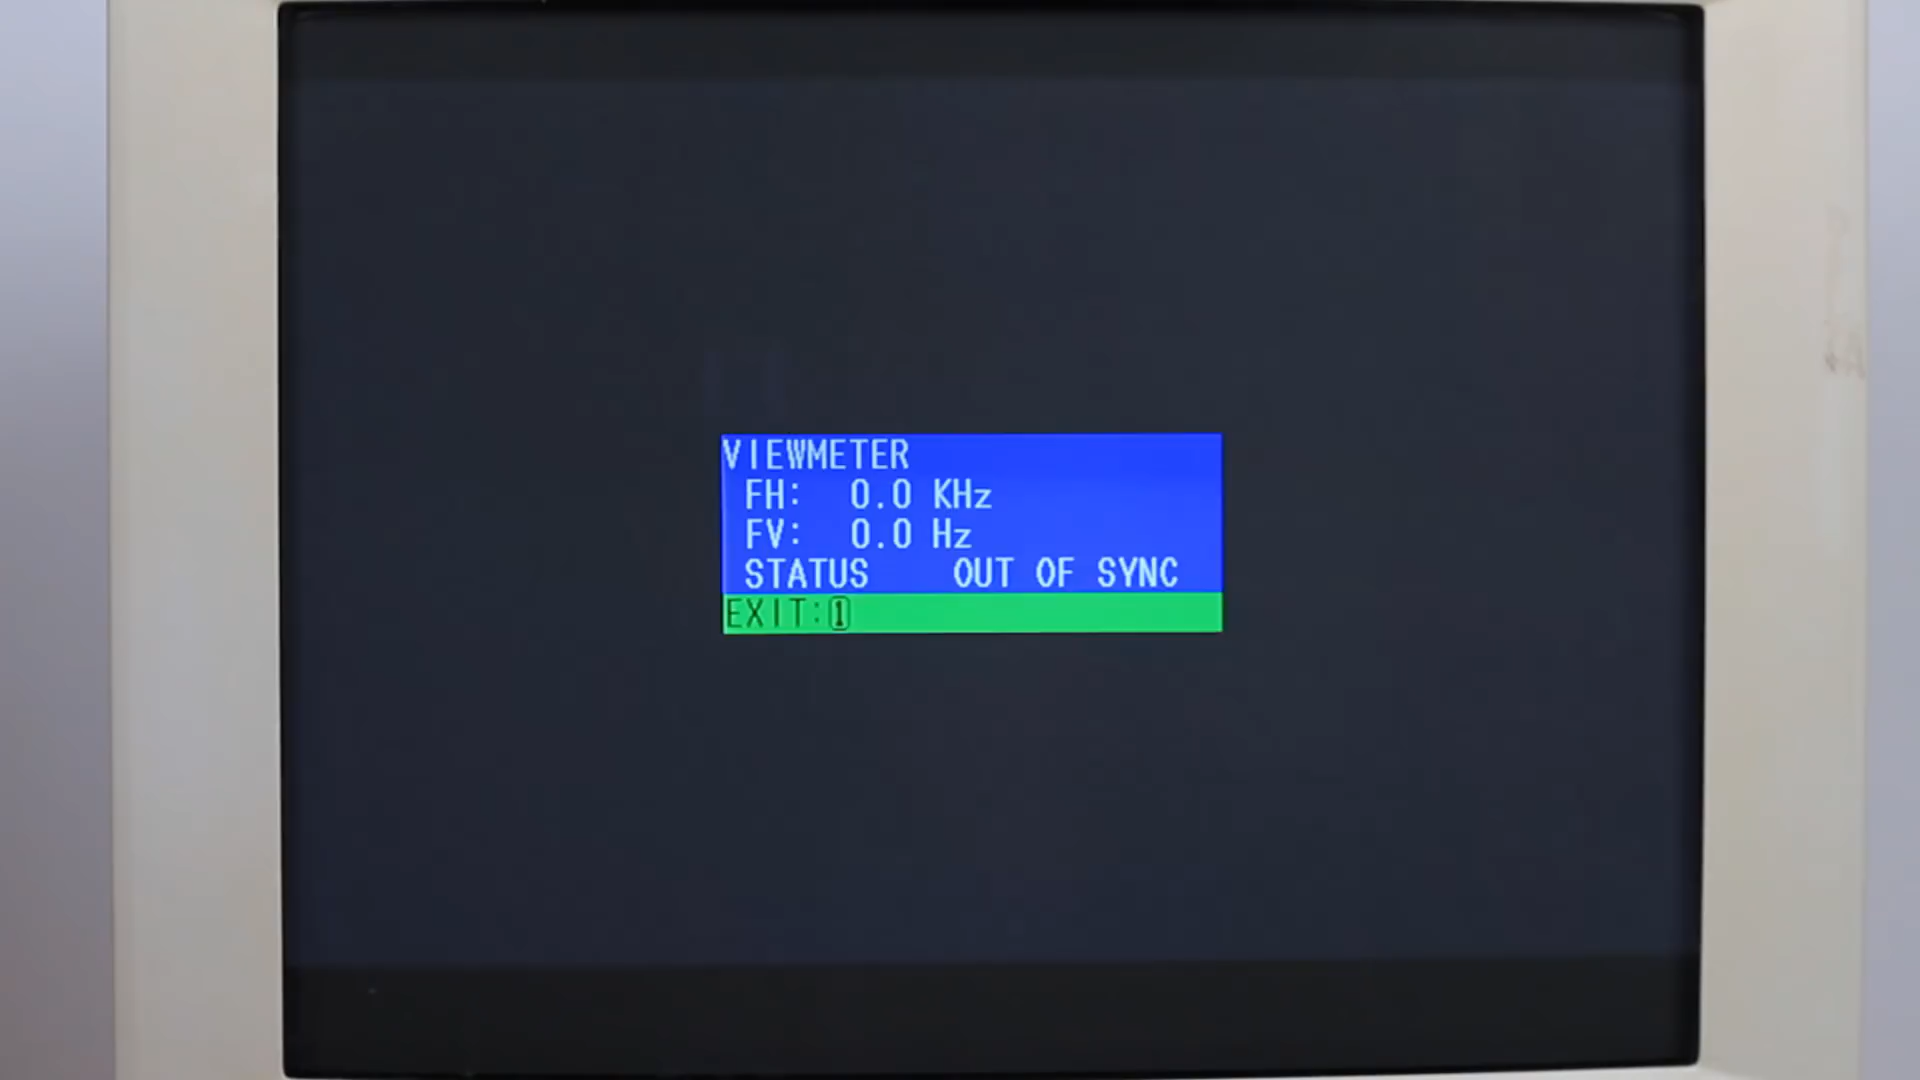 VIEWMETER
FH: 0.0 KHz
FV: 0.0 Hz
STATUS OUT OF SYNC
EXIT:1